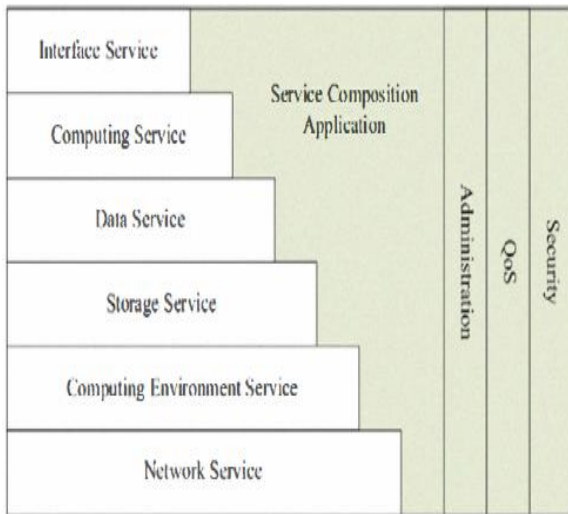 Interface Service
Service Composition
Application
Computing Service
Data Service
Storage Service
Computing Environment Service
Network Service
Administration
QoS
Security